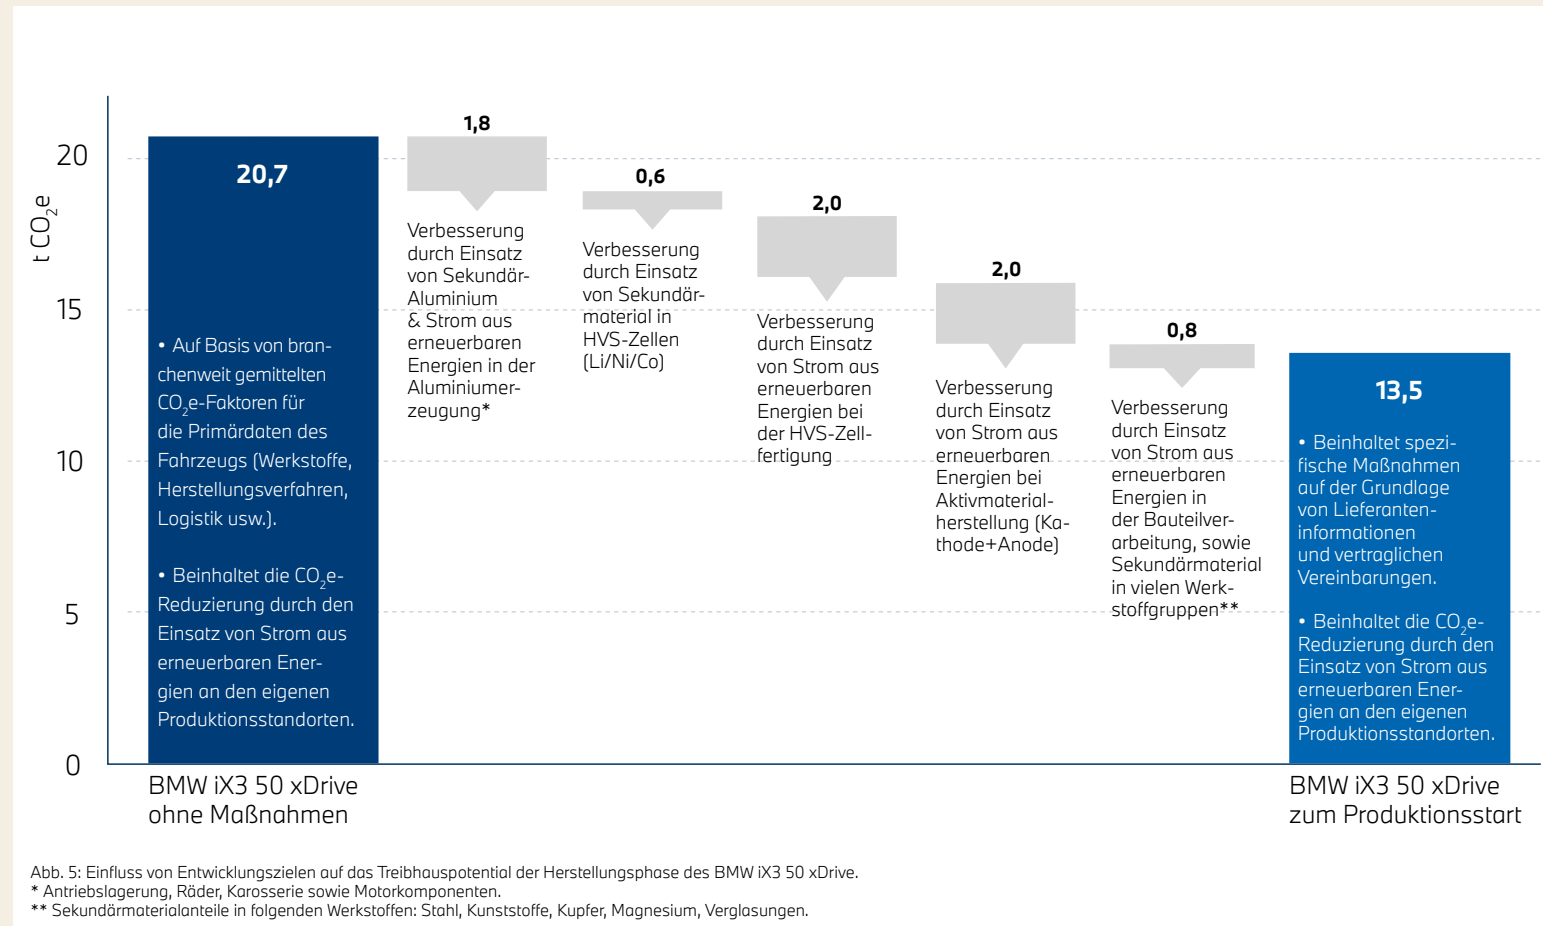 t CO₂e
20
15
10
5
0
20,7
• Auf Basis von bran-
chenweit gemittelten
CO₂e-Faktoren für
die Primärdaten des
Fahrzeugs (Werkstoffe,
Herstellungsverfahren,
Logistik usw.).
• Beinhaltet die CO₂e-
Reduzierung durch den
Einsatz von Strom aus
erneuerbaren Ener-
gien an den eigenen
Produktionsstandorten.
BMW iX3 50 xDrive
ohne Maßnahmen
1,8
Verbesserung
durch Einsatz
von Sekundär-
Aluminium
& Strom aus
erneuerbaren
Energien in der
Aluminiumer-
zeugung*
0,6
Verbesserung
durch Einsatz
von Sekundär-
material in
HVS-Zellen
(Li/Ni/Co)
2,0
Verbesserung
durch Einsatz
von Strom aus
erneuerbaren
Energien bei
der HVS-Zell-
fertigung
2,0
Verbesserung
durch Einsatz
von Strom aus
erneuerbaren
Energien bei
Aktivmaterial-
herstellung (Ka-
thode+Anode)
0,8
Verbesserung
durch Einsatz
von Strom aus
erneuerbaren
Energien in
der Bauteilver-
arbeitung, sowie
Sekundärmaterial
in vielen Werk-
stoffgruppen**
13,5
• Beinhaltet spezi-
fische Maßnahmen
auf der Grundlage
von Lieferanten-
informationen
und vertraglichen
Vereinbarungen.
• Beinhaltet die CO₂e-
Reduzierung durch den
Einsatz von Strom aus
erneuerbaren Ener-
gien an den eigenen
Produktionsstandorten.
BMW iX3 50 xDrive
zum Produktionsstart
Abb. 5: Einfluss von Entwicklungszielen auf das Treibhauspotential der Herstellungsphase des BMW iX3 50 xDrive.
* Antriebslagerung, Räder, Karosserie sowie Motorkomponenten.
** Sekundärmaterialanteile in folgenden Werkstoffen: Stahl, Kunststoffe, Kupfer, Magnesium, Verglasungen.